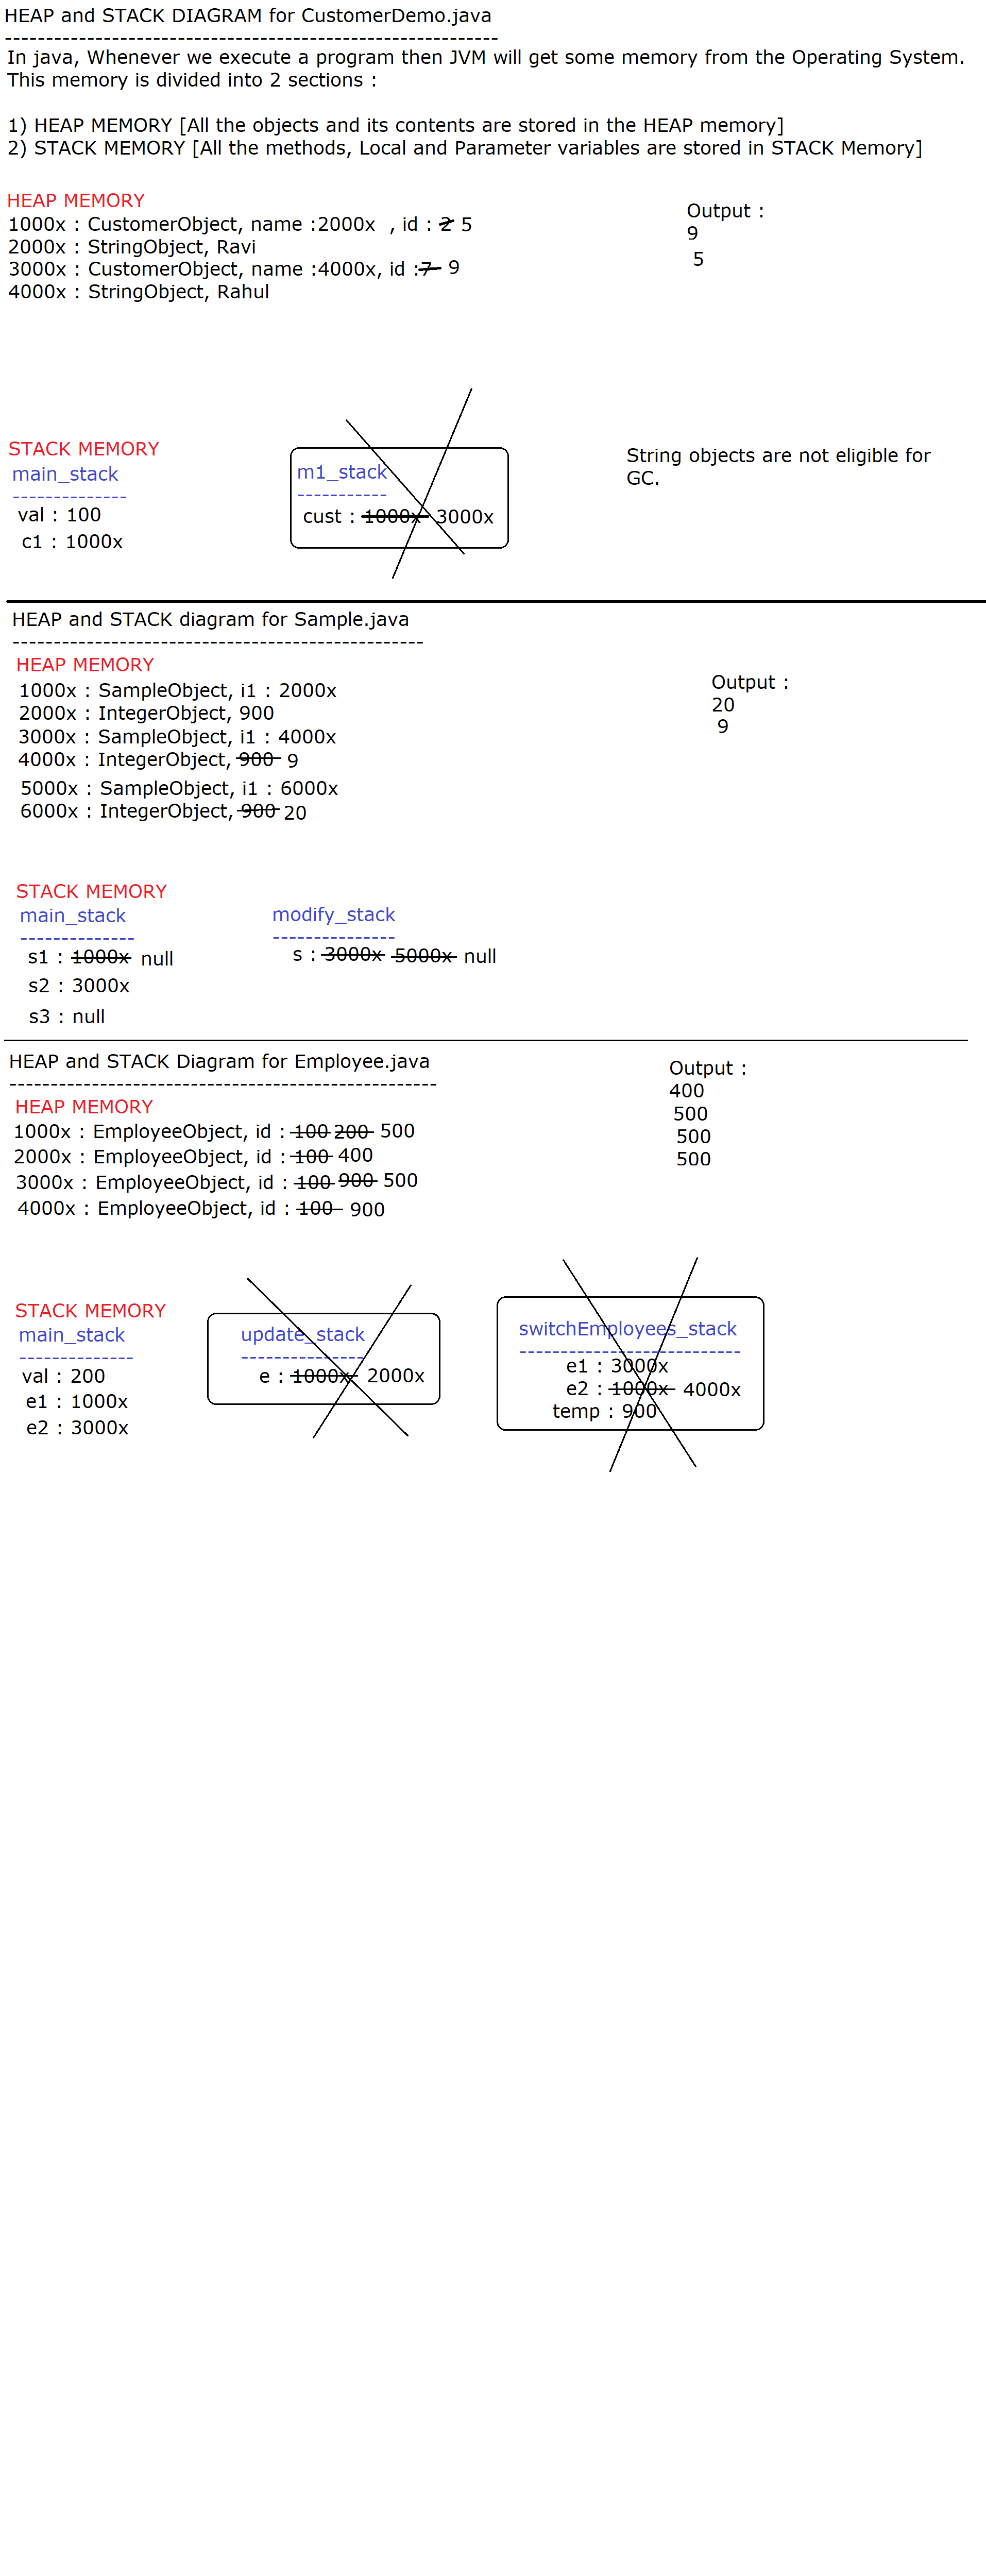 HEAP and STACK DIAGRAM for CustomerDemo.java
------------------------------------------------------------
In java, Whenever we execute a program then JVM will get some memory from the Operating System.
This memory is divided into 2 sections :
1) HEAP MEMORY [All the objects and its contents are stored in the HEAP memory]
2) STACK MEMORY [All the methods, Local and Parameter variables are stored in STACK Memory]
HEAP MEMORY
1000x : CustomerObject, name :2000x , id : 2 5
2000x : StringObject, Ravi
3000x : CustomerObject, name :4000x, id :7 9
4000x : StringObject, Rahul
Output :
9
5
STACK MEMORY
main_stack
--------------
val : 100
c1 : 1000x
m1_stack
-----------
cust : 1000x 3000x
String objects are not eligible for
GC.
HEAP and STACK diagram for Sample.java
--------------------------------------------------
HEAP MEMORY
1000x : SampleObject, i1 : 2000x
2000x : IntegerObject, 900
3000x : SampleObject, i1 : 4000x
4000x : IntegerObject, 900 9
5000x : SampleObject, i1 : 6000x
6000x : IntegerObject, 900 20
Output :
20
9
STACK MEMORY
main_stack
--------------
s1 : 1000x null
s2 : 3000x
s3 : null
modify_stack
---------------
s : 3000x 5000x null
HEAP and STACK Diagram for Employee.java
----------------------------------------------------
HEAP MEMORY
1000x : EmployeeObject, id : 100 200 500
2000x : EmployeeObject, id : 100 400
3000x : EmployeeObject, id : 100 900 500
4000x : EmployeeObject, id : 100 900
Output :
400
500
500
500
STACK MEMORY
main_stack
--------------
val : 200
e1 : 1000x
e2 : 3000x
update_stack
---------------
e : 1000x 2000x
switchEmployees_stack
---------------------------
e1 : 3000x
e2 : 1000x 4000x
temp : 900